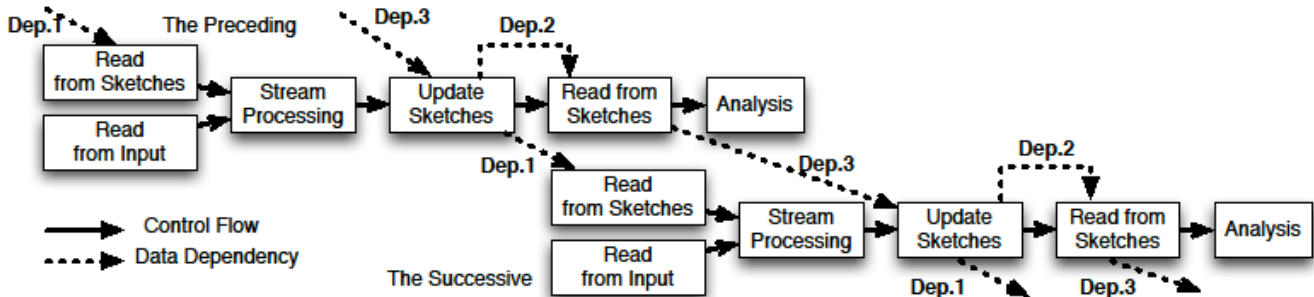 Dep.1
The Preceding
Dep.3
Dep.2
Read
from Sketches
Stream
Processing
Update
Sketches
Read from
Sketches
Analysis
Read
from Input
Dep.1
Dep.3
Dep.2
Read
from Sketches
Stream
Processing
Update
Sketches
Read from
Sketches
Analysis
Control Flow
Data Dependency
The Successive
Read
from Input
Dep.1
Dep.3